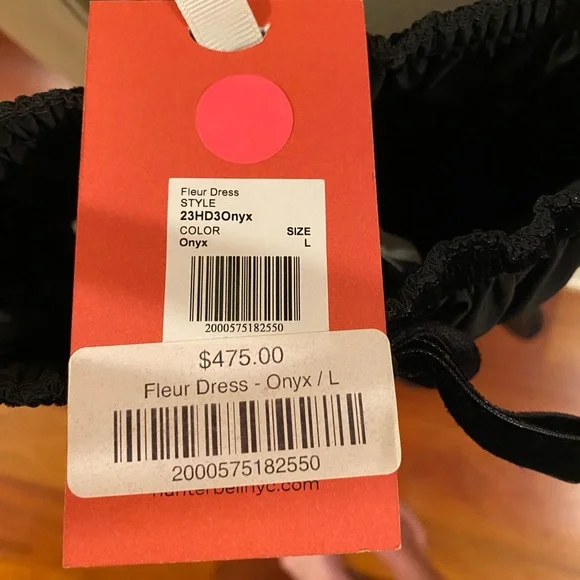 Fleur Dress
STYLE
23HD3Onyx
COLOR SIZE
Onyx L
2000575182550
$475.00
Fleur Dress - Onyx / L
2000575182550
hunterbellnyc.com